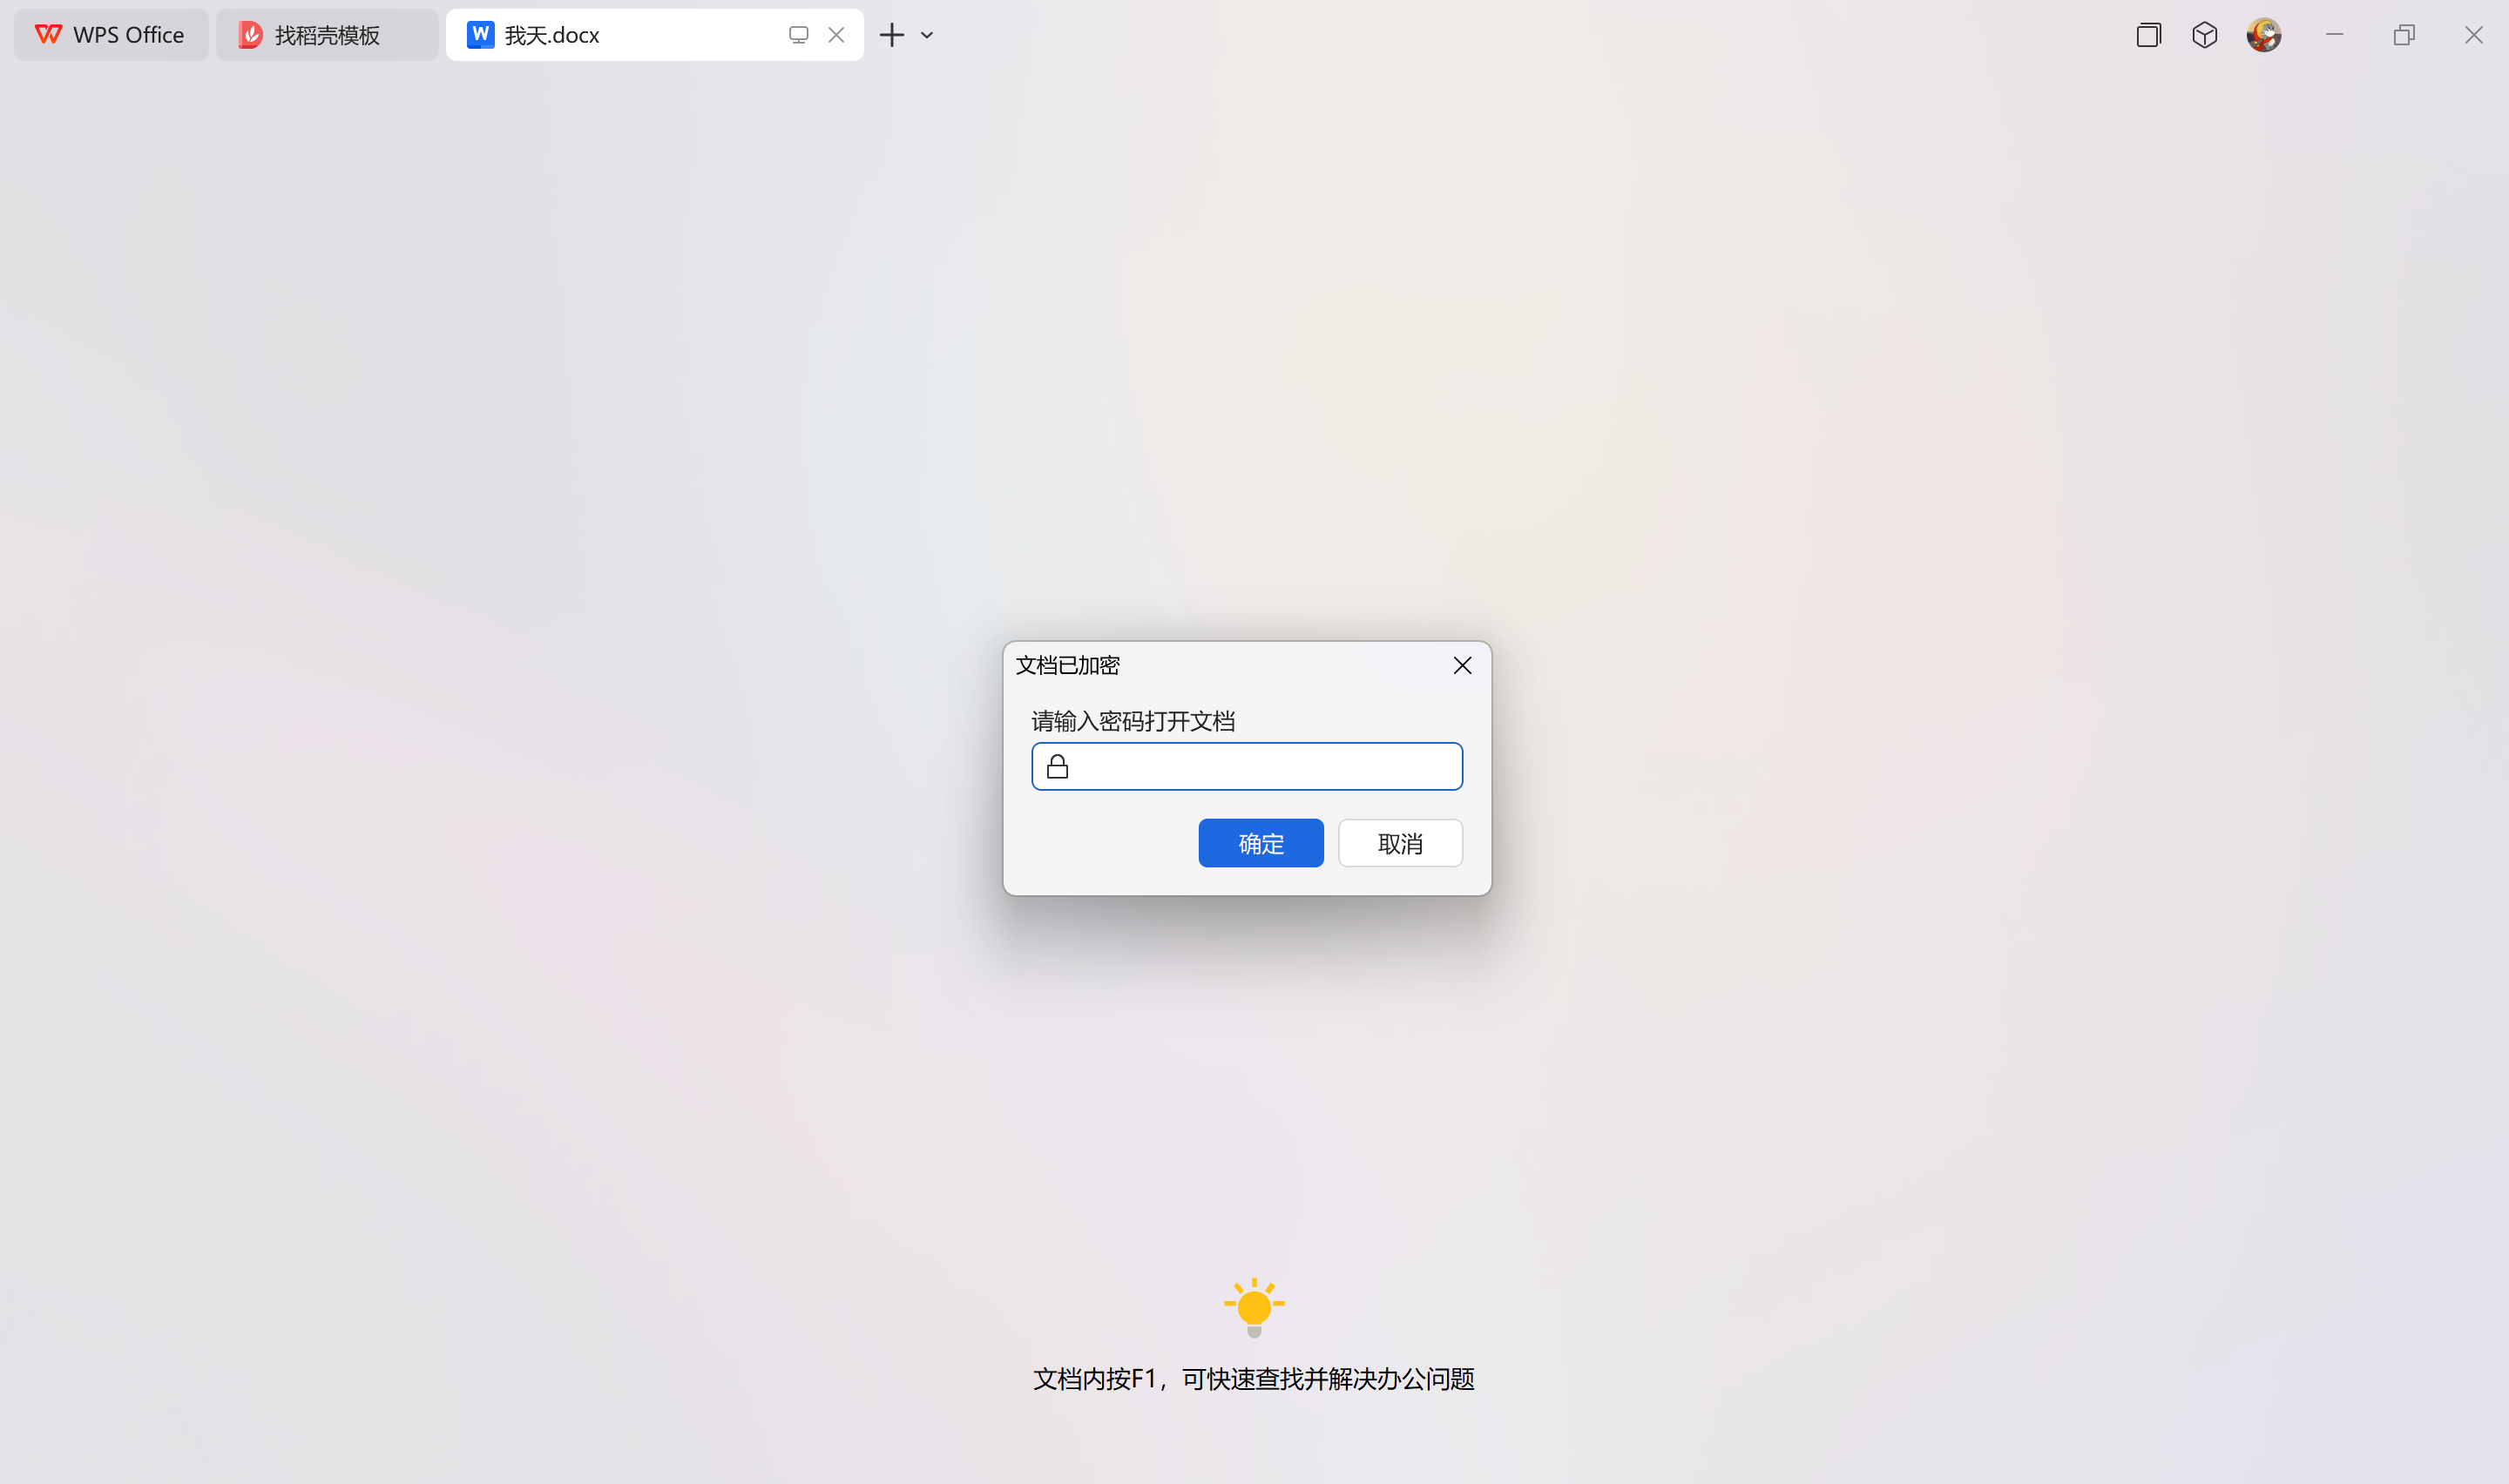 WPS Office
找稻壳模板
我天.docx
文档已加密
请输入密码打开文档
确定
取消
文档内按F1，可快速查找并解决办公问题